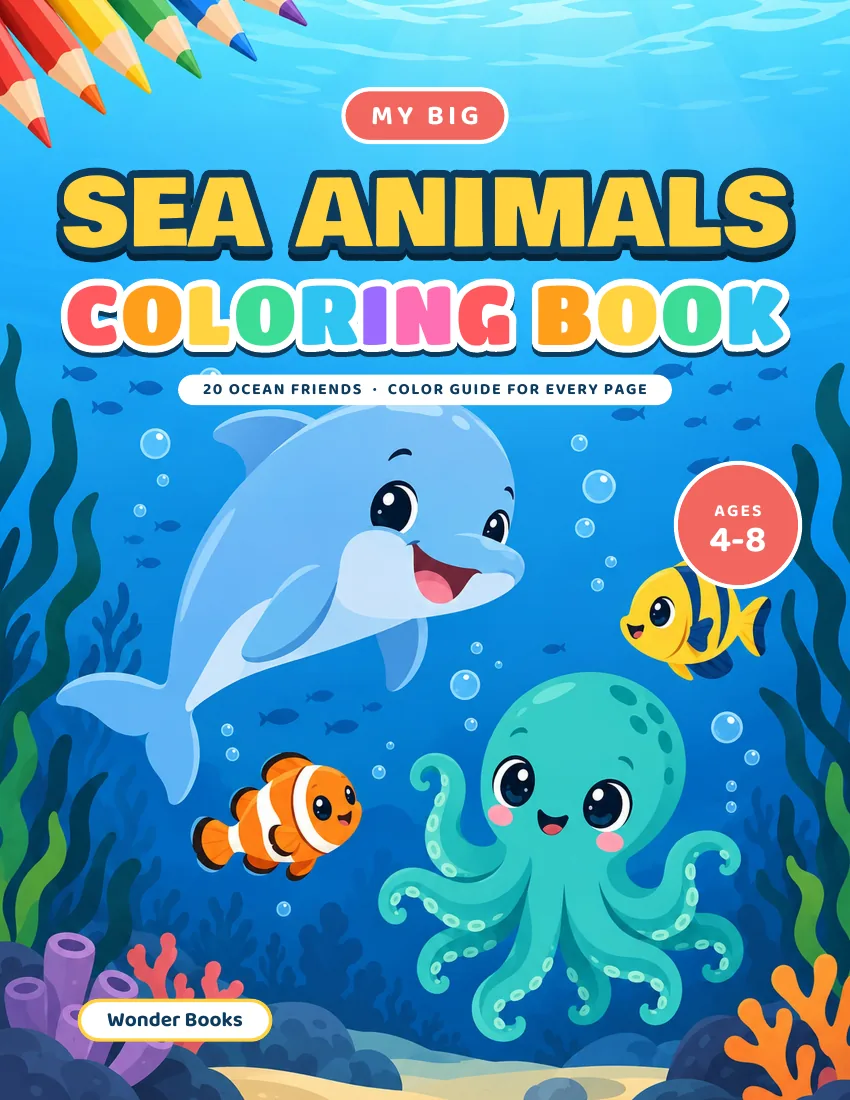 MY BIG
SEA ANIMALS
COLORING BOOK
20 OCEAN FRIENDS · COLOR GUIDE FOR EVERY PAGE
AGES
4-8
Wonder Books